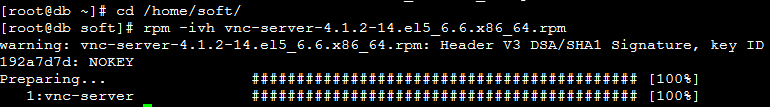 [root@db ~]# cd /home/soft/
[root@db soft]# rpm -ivh vnc-server-4.1.2-14.el5_6.6.x86_64.rpm
warning: vnc-server-4.1.2-14.el5_6.6.x86_64.rpm: Header V3 DSA/SHA1 Signature, key ID
192a7d7d: NOKEY
Preparing... ########################################### [100%]
1:vnc-server ########################################### [100%]